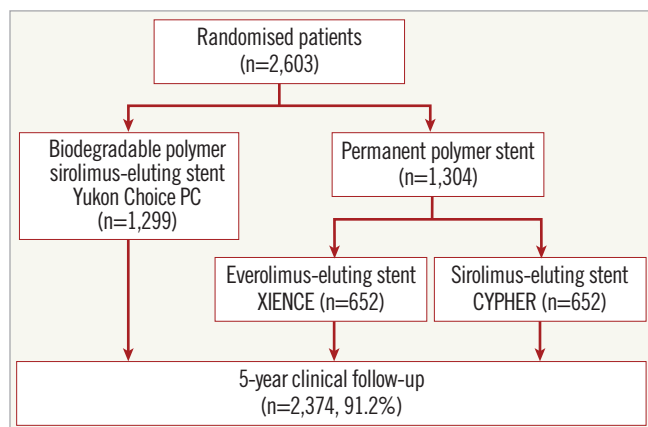 Randomised patients
(n=2,603)
Biodegradable polymer
sirolimus-eluting stent
Yukon Choice PC
(n=1,299)
Permanent polymer stent
(n=1,304)
Everolimus-eluting stent
XIENCE (n=652)
Sirolimus-eluting stent
CYPHER (n=652)
5-year clinical follow-up
(n=2,374, 91.2%)